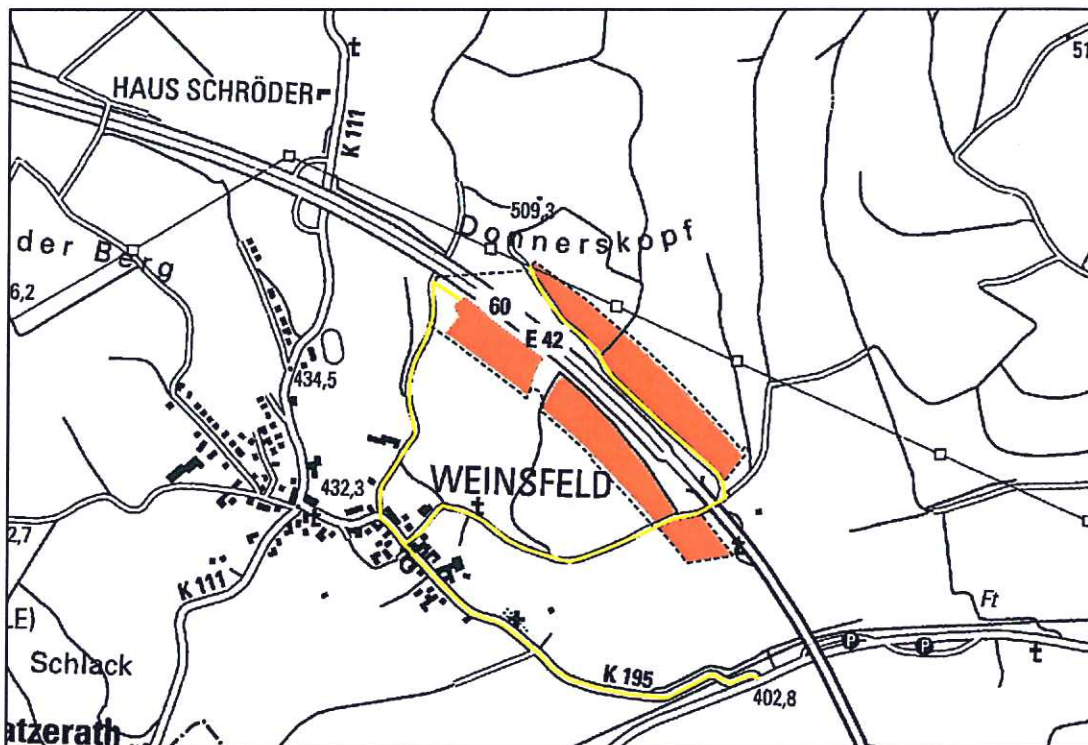 51
HAUS SCHRÖDER
K 111
509,3
Donnerskopf
der Berg
6,2
60
E 42
434,5
WEINSFELD
432,3
2,7
K 111
Ft
LE)
Schlack
P
P
K 195
402,8
atzerath